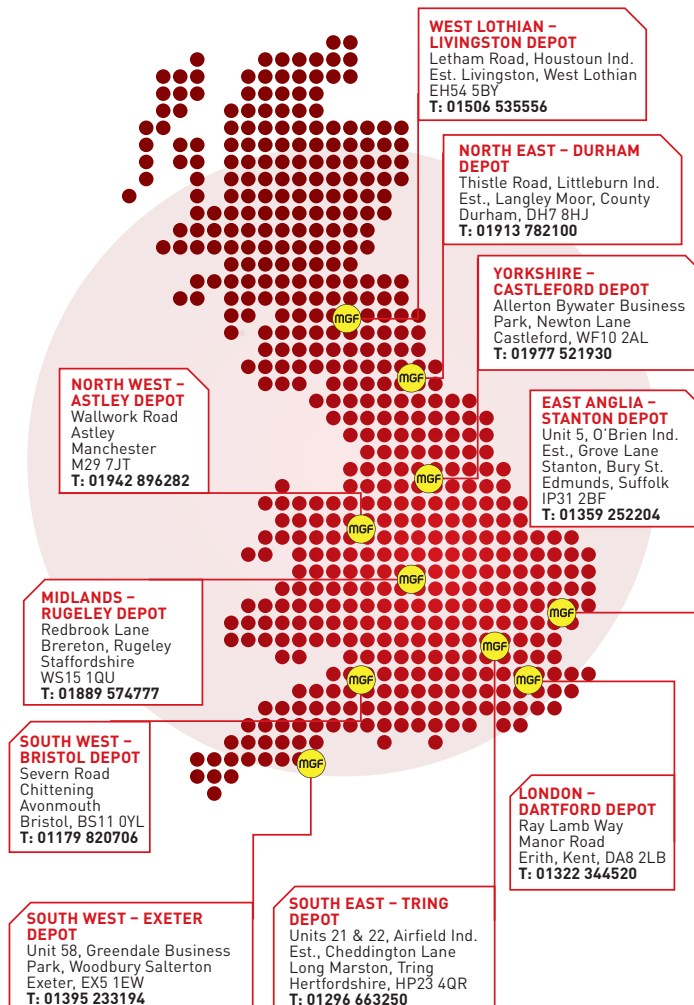 WEST LOTHIAN –
LIVINGSTON DEPOT
Letham Road, Houstoun Ind.
Est. Livingston, West Lothian
EH54 5BY
T: 01506 535556
NORTH EAST – DURHAM
DEPOT
Thistle Road, Littleburn Ind.
Est., Langley Moor, County
Durham, DH7 8HJ
T: 01913 782100
YORKSHIRE –
CASTLEFORD DEPOT
Allerton Bywater Business
Park, Newton Lane
Castleford, WF10 2AL
T: 01977 521930
MGF
MGF
NORTH WEST –
ASTLEY DEPOT
Wallwork Road
Astley
Manchester
M29 7JT
T: 01942 896282
EAST ANGLIA –
STANTON DEPOT
Unit 5, O'Brien Ind.
Est., Grove Lane
Stanton, Bury St.
Edmunds, Suffolk
IP31 2BF
T: 01359 252204
MGF
MGF
MGF
MGF
MIDLANDS –
RUGELEY DEPOT
Redbrook Lane
Brereton, Rugeley
Staffordshire
WS15 1QU
T: 01889 574777
MGF
MGF
MGF
SOUTH WEST –
BRISTOL DEPOT
Severn Road
Chittening
Avonmouth
Bristol, BS11 0YL
T: 01179 820706
MGF
LONDON –
DARTFORD DEPOT
Ray Lamb Way
Manor Road
Erith, Kent, DA8 2LB
T: 01322 344520
SOUTH WEST – EXETER
DEPOT
Unit 58, Greendale Business
Park, Woodbury Salterton
Exeter, EX5 1EW
T: 01395 233194
SOUTH EAST – TRING
DEPOT
Units 21 & 22, Airfield Ind.
Est., Cheddington Lane
Long Marston, Tring
Hertfordshire, HP23 4QR
T: 01296 663250